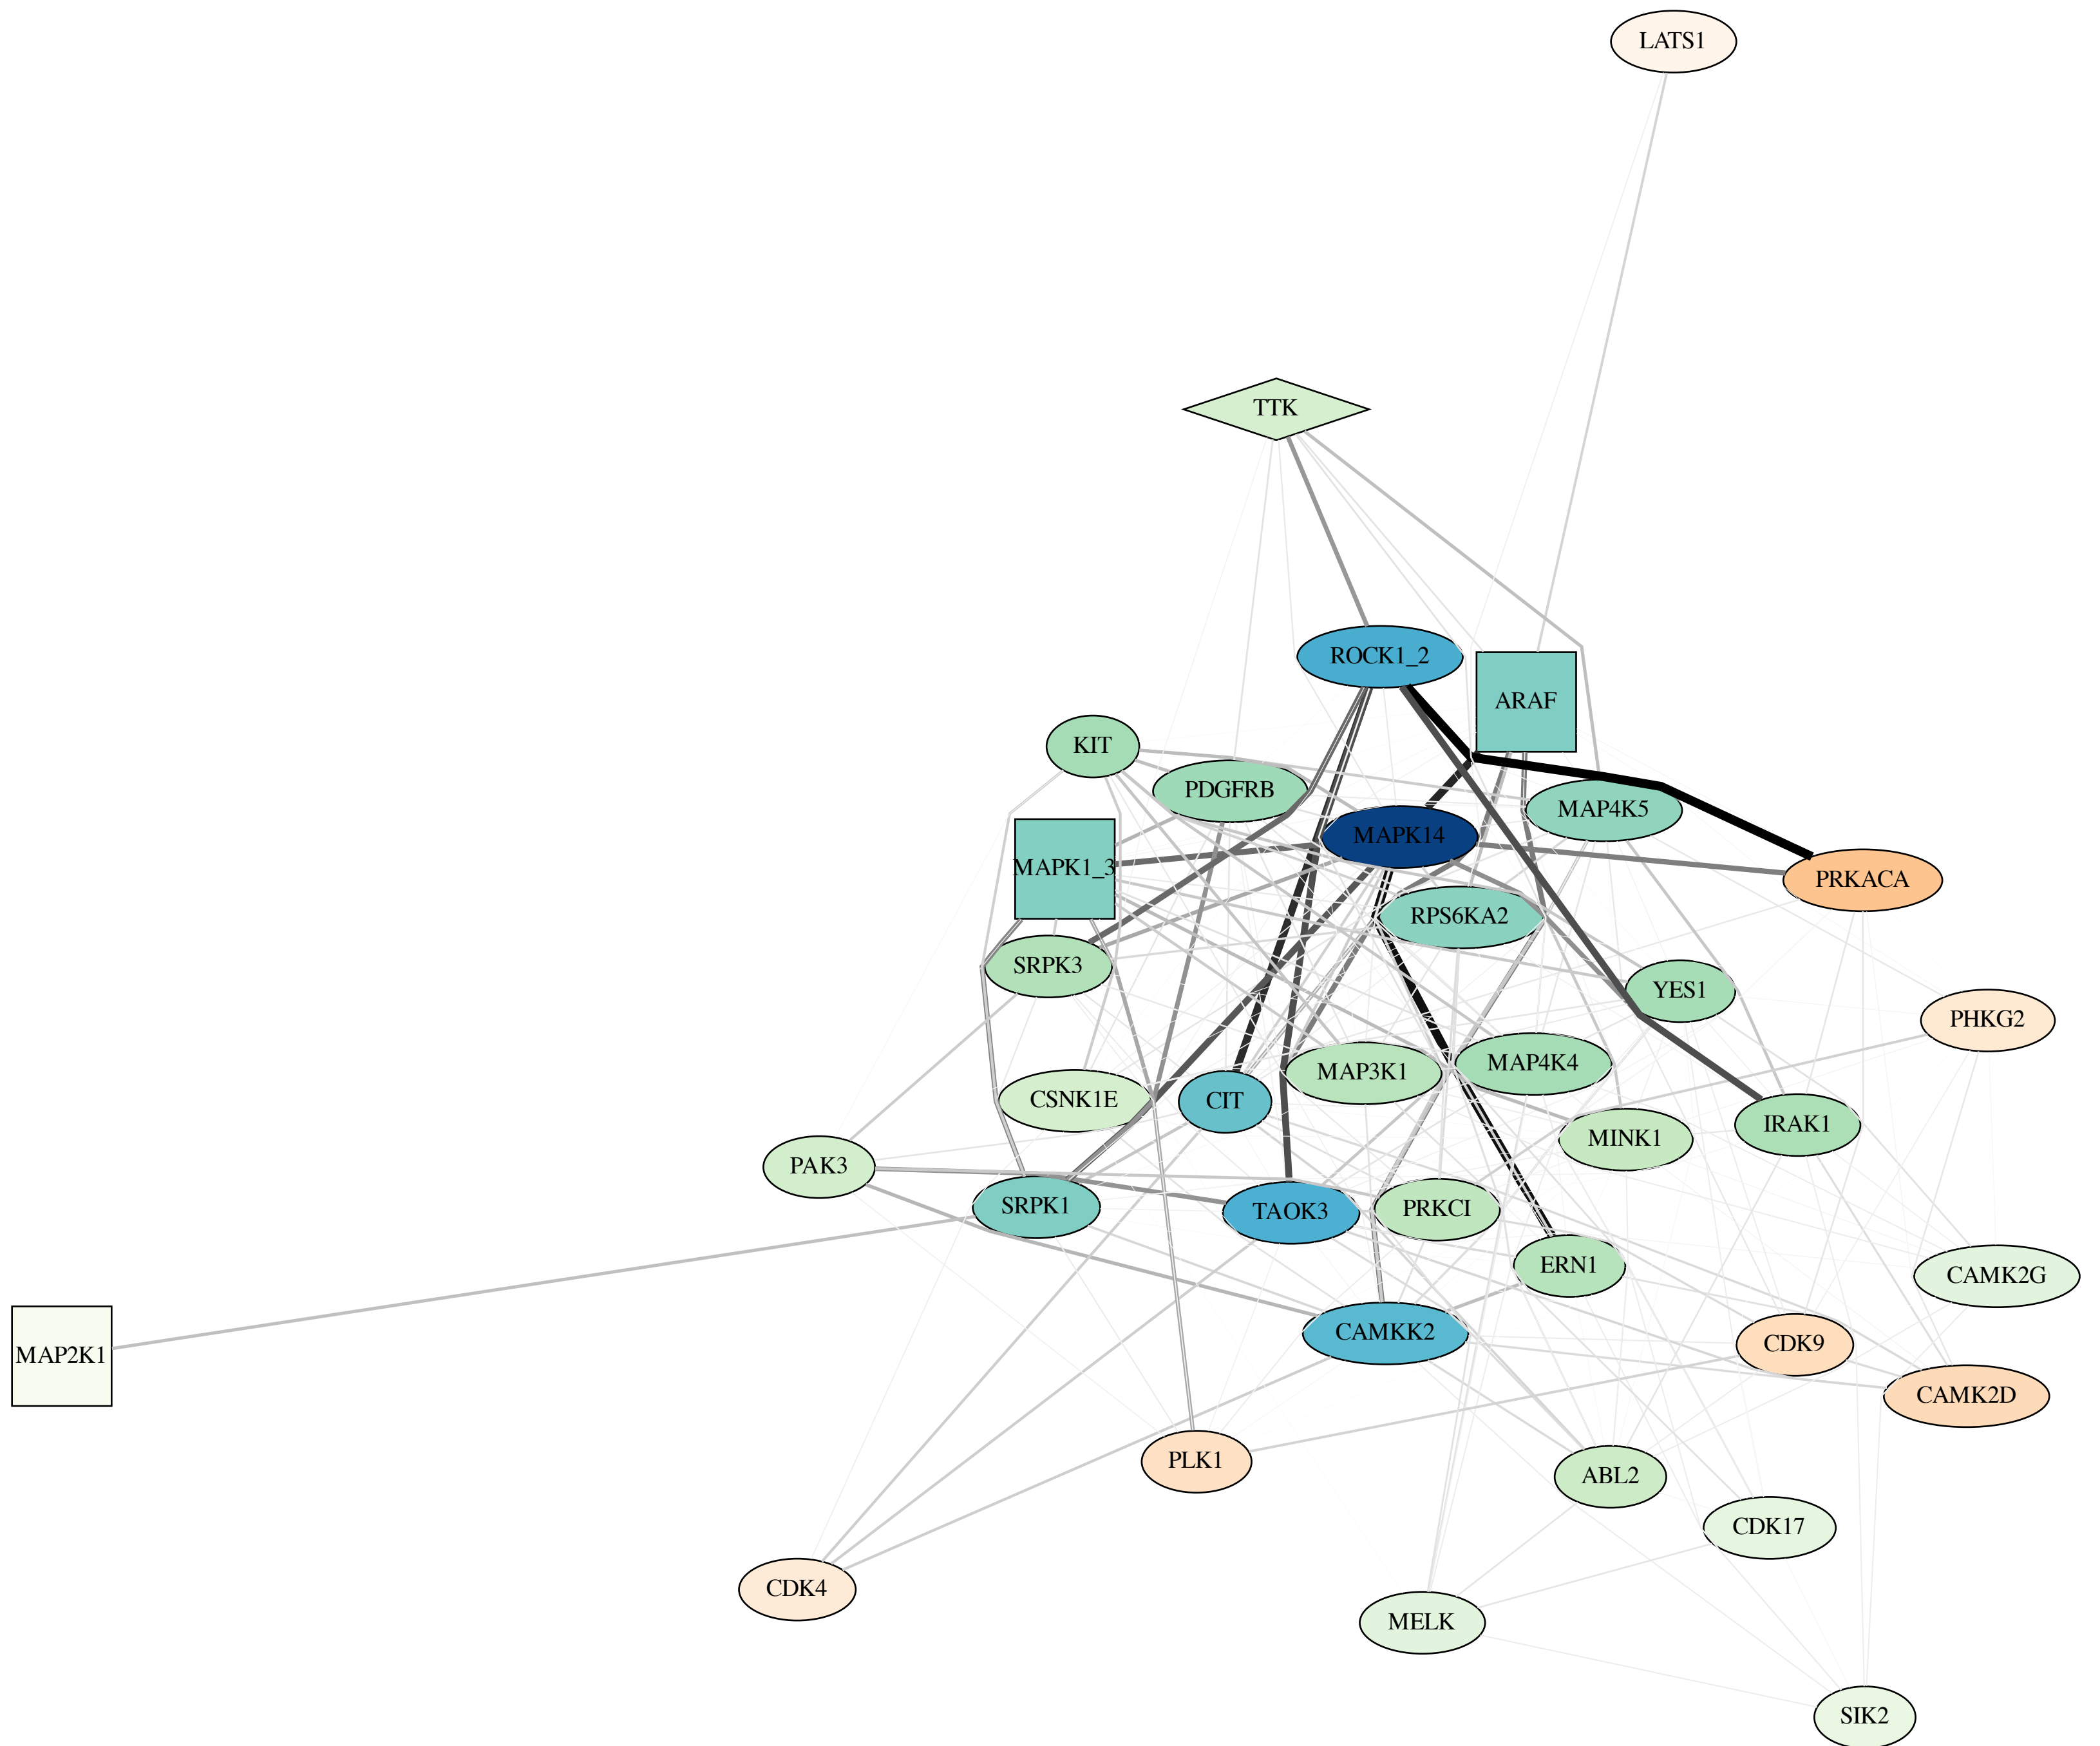 LATS1
TTK
ROCK1_2
ARAF
KIT
PDGFRB
MAP4K5
MAPK14
MAPK1_3
PRKACA
RPS6KA2
SRPK3
YES1
PHKG2
MAP4K4
MAP3K1
CSNK1E
CIT
IRAK1
MINK1
PAK3
SRPK1
PRKCI
TAOK3
ERN1
CAMK2G
CAMKK2
CDK9
MAP2K1
CAMK2D
PLK1
ABL2
CDK17
CDK4
MELK
SIK2